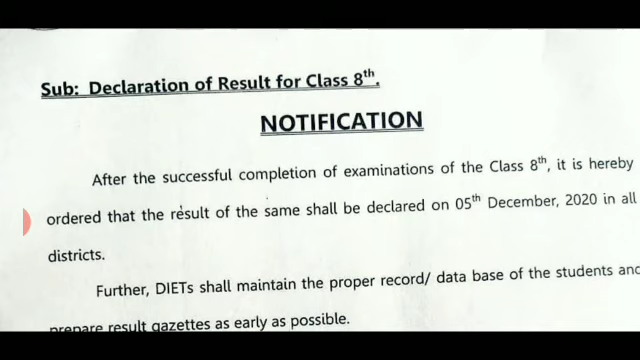 Sub: Declaration of Result for Class 8th.
NOTIFICATION
After the successful completion of examinations of the Class 8th, it is hereby
ordered that the result of the same shall be declared on 05th December, 2020 in all
districts.
Further, DIETs shall maintain the proper record/ data base of the students and
prepare result gazettes as early as possible.